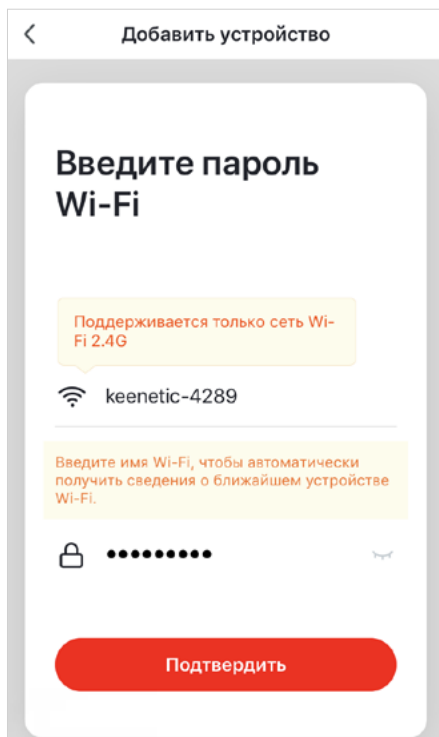 Добавить устройство
Введите пароль
Wi-Fi
Поддерживается только сеть Wi-
Fi 2.4G
keenetic-4289
Введите имя Wi-Fi, чтобы автоматически
получить сведения о ближайшем устройстве
Wi-Fi.
•••••••••
Подтвердить